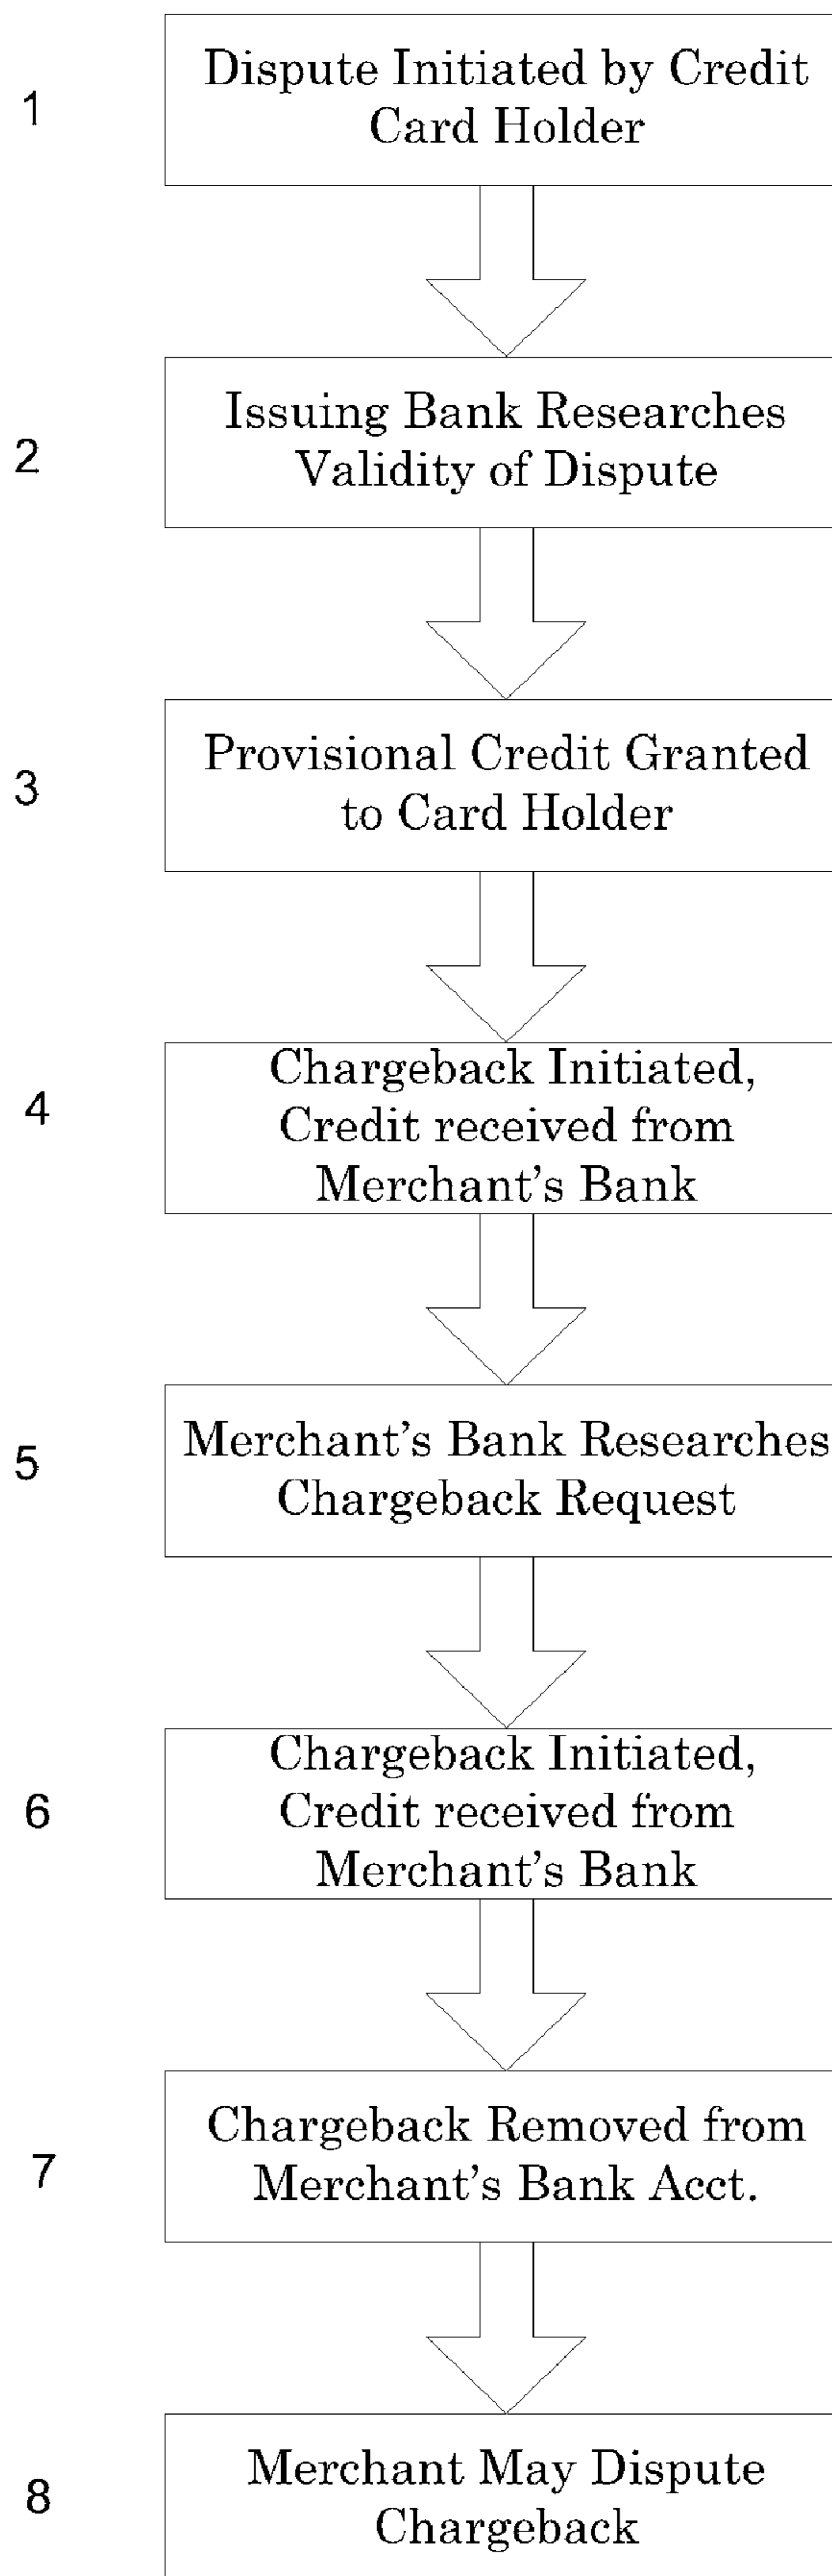 1
Dispute Initiated by Credit
Card Holder
2
Issuing Bank Researches
Validity of Dispute
3
Provisional Credit Granted
to Card Holder
4
Chargeback Initiated,
Credit received from
Merchant's Bank
5
Merchant's Bank Researches
Chargeback Request
6
Chargeback Initiated,
Credit received from
Merchant's Bank
7
Chargeback Removed from
Merchant's Bank Acct.
8
Merchant May Dispute
Chargeback